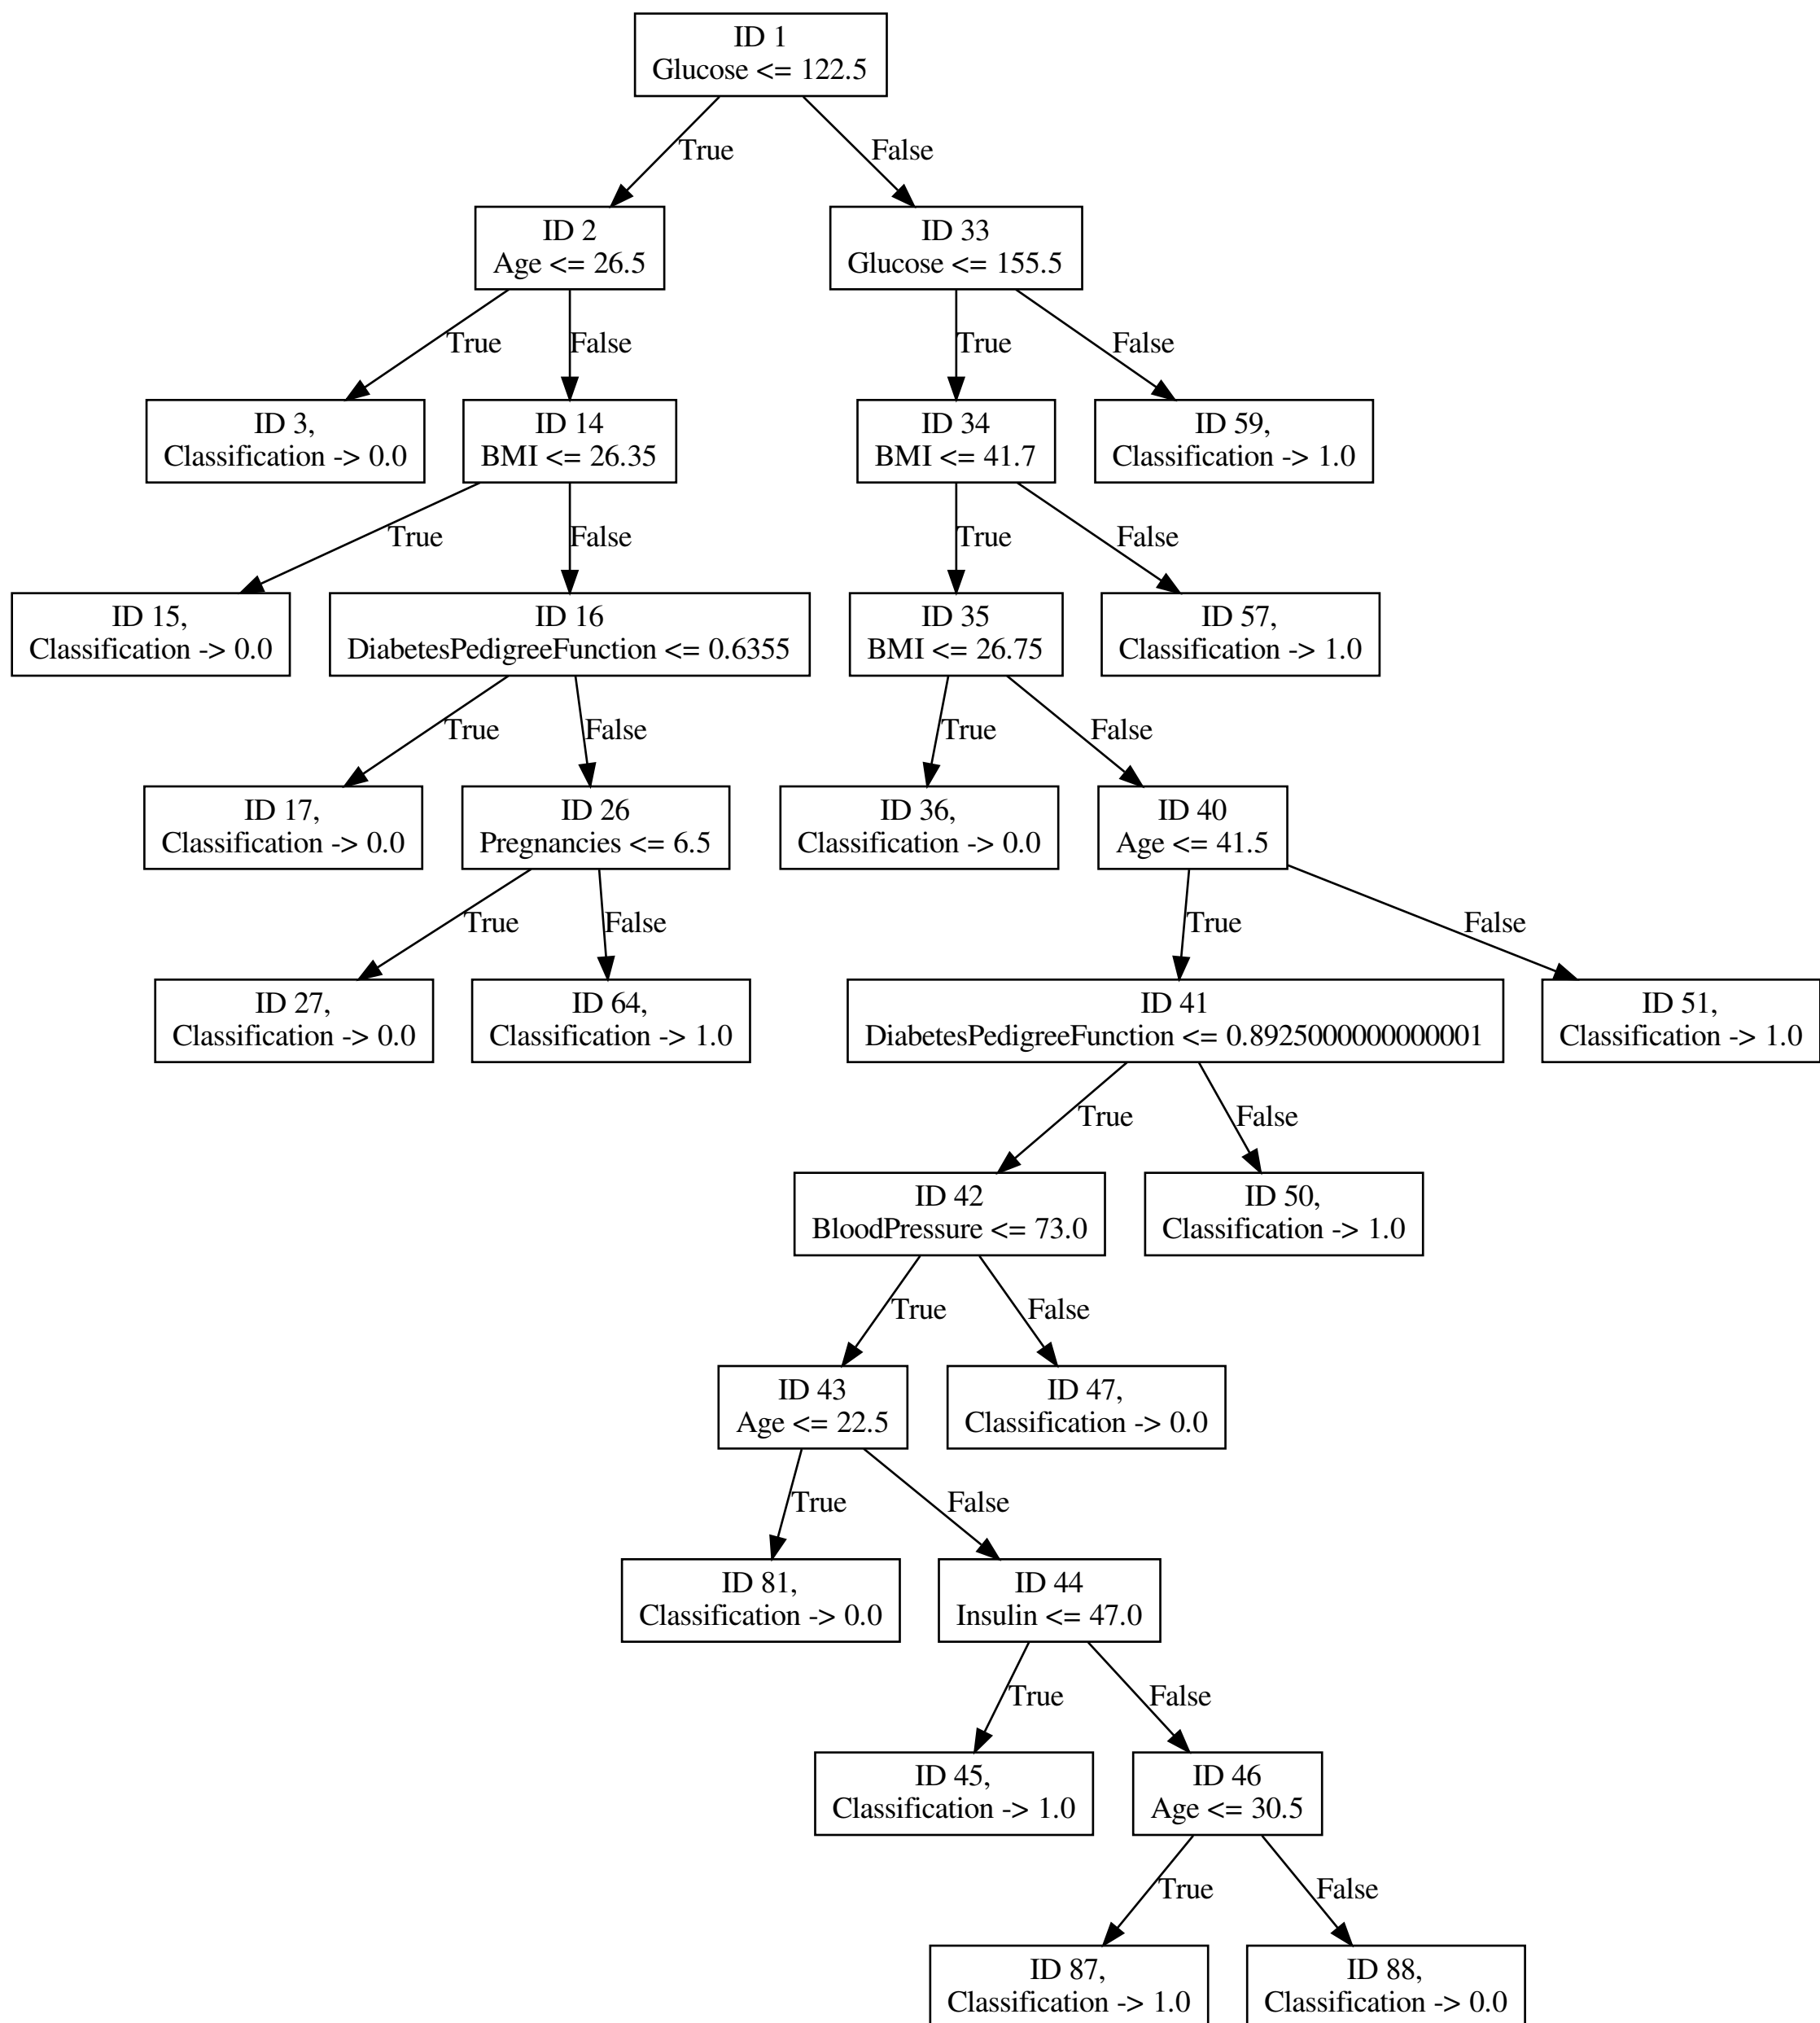 ID 1
Glucose <= 122.5
True
False
ID 2
Age <= 26.5
ID 33
Glucose <= 155.5
True
False
True
False
ID 3,
Classification -> 0.0
ID 14
BMI <= 26.35
ID 34
BMI <= 41.7
ID 59,
Classification -> 1.0
True
False
True
False
ID 15,
Classification -> 0.0
ID 16
DiabetesPedigreeFunction <= 0.6355
ID 35
BMI <= 26.75
ID 57,
Classification -> 1.0
True
False
True
False
ID 17,
Classification -> 0.0
ID 26
Pregnancies <= 6.5
ID 36,
Classification -> 0.0
ID 40
Age <= 41.5
True
False
True
False
ID 27,
Classification -> 0.0
ID 64,
Classification -> 1.0
ID 41
DiabetesPedigreeFunction <= 0.8925000000000001
ID 51,
Classification -> 1.0
True
False
ID 42
BloodPressure <= 73.0
ID 50,
Classification -> 1.0
True
False
ID 43
Age <= 22.5
ID 47,
Classification -> 0.0
True
False
ID 81,
Classification -> 0.0
ID 44
Insulin <= 47.0
True
False
ID 45,
Classification -> 1.0
ID 46
Age <= 30.5
True
False
ID 87,
Classification -> 1.0
ID 88,
Classification -> 0.0